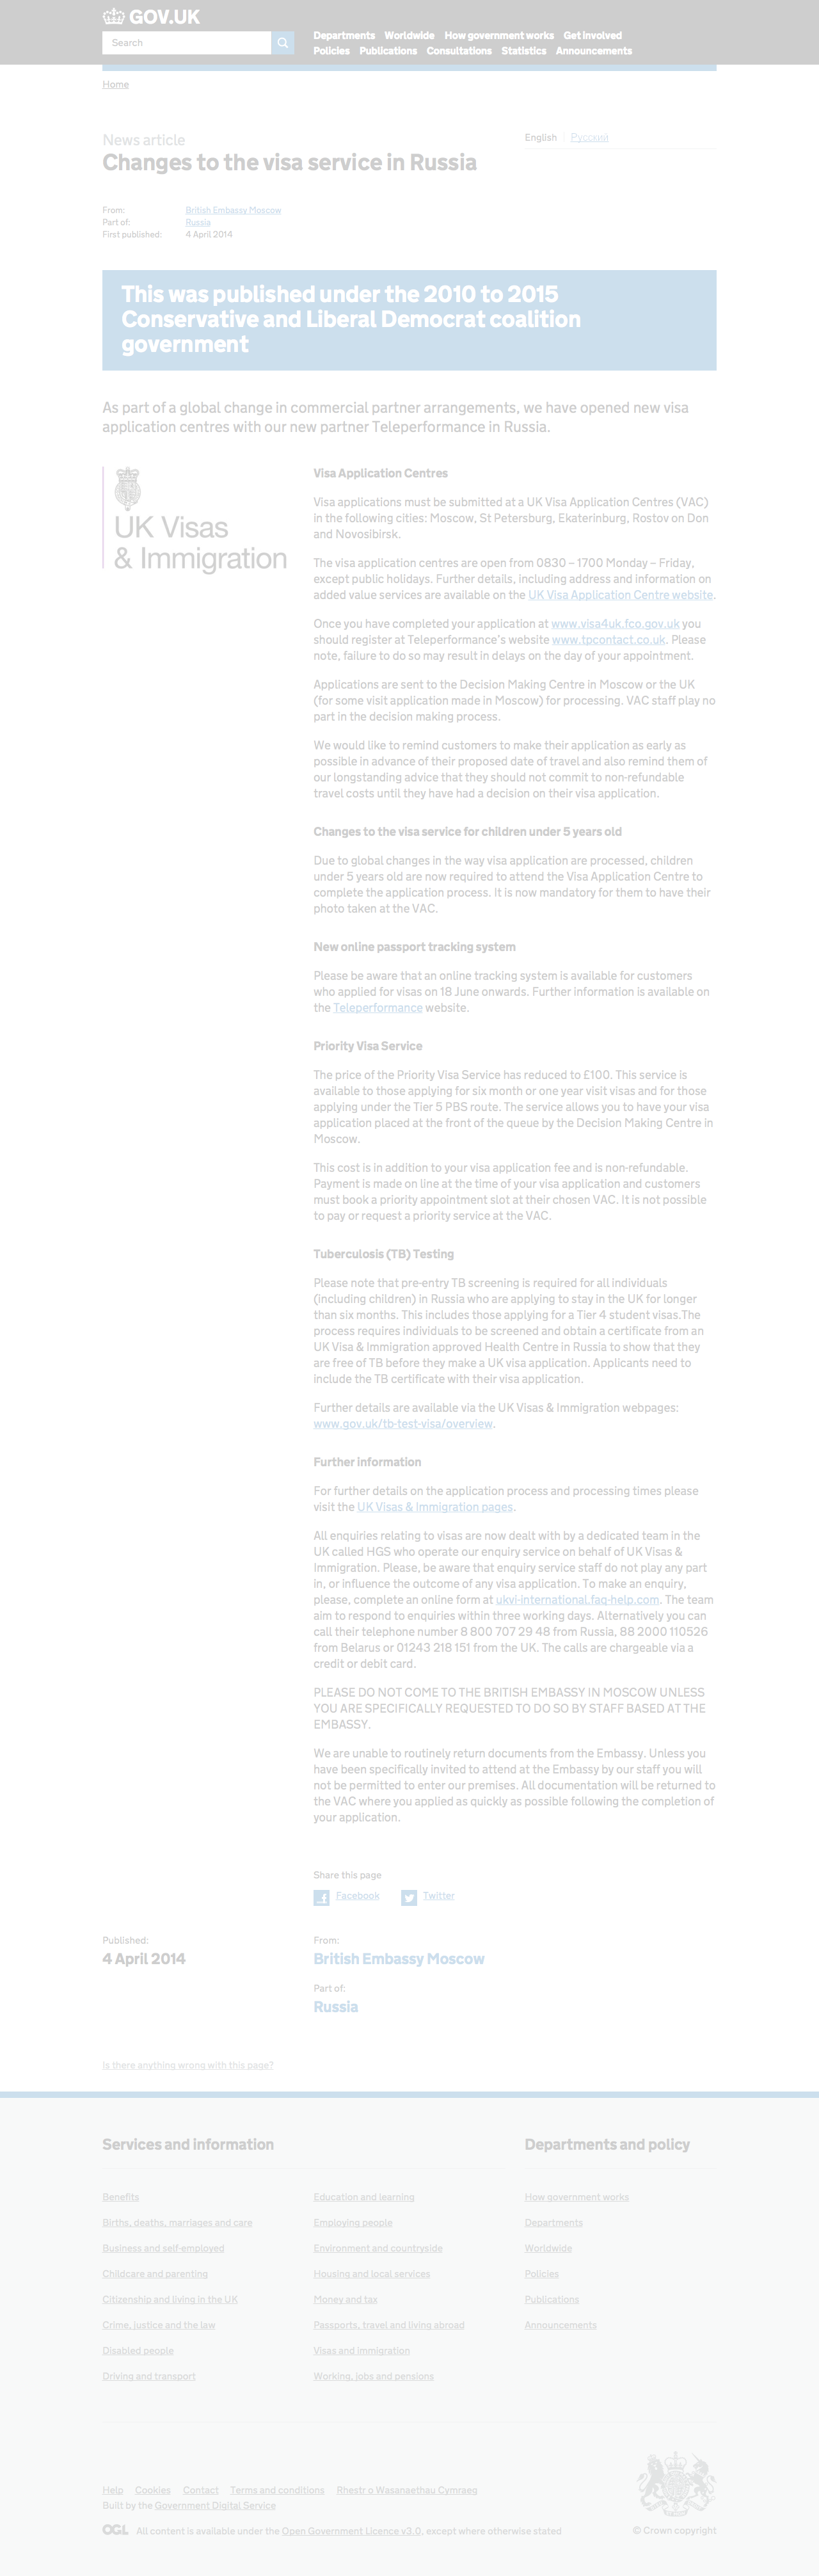 GOV.UK
Search
Departments Worldwide How government works Get Involved
Policies Publications Consultations Statistics Announcements
Home
News article
Changes to the visa service in Russia
English Русский
From: British Embassy Moscow
Part of: Russia
First published: 4 April 2014
This was published under the 2010 to 2015
Conservative and Liberal Democrat coalition
government
As part of a global change in commercial partner arrangements, we have opened new visa
application centres with our new partner Teleperformance in Russia.
UK Visas
& Immigration
Visa Application Centres
Visa applications must be submitted at a UK Visa Application Centres (VAC)
in the following cities: Moscow, St Petersburg, Ekaterinburg, Rostov on Don
and Novosibirsk.
The visa application centres are open from 0830 – 1700 Monday – Friday,
except public holidays. Further details, including address and information on
added value services are available on the UK Visa Application Centre website.
Once you have completed your application at www.visa4uk.fco.gov.uk you
should register at Teleperformance's website www.tpcontact.co.uk. Please
note, failure to do so may result in delays on the day of your appointment.
Applications are sent to the Decision Making Centre in Moscow or the UK
(for some visit application made in Moscow) for processing. VAC staff play no
part in the decision making process.
We would like to remind customers to make their application as early as
possible in advance of their proposed date of travel and also remind them of
our longstanding advice that they should not commit to non-refundable
travel costs until they have had a decision on their visa application.
Changes to the visa service for children under 5 years old
Due to global changes in the way visa application are processed, children
under 5 years old are now required to attend the Visa Application Centre to
complete the application process. It is now mandatory for them to have their
photo taken at the VAC.
New online passport tracking system
Please be aware that an online tracking system is available for customers
who applied for visas on 18 June onwards. Further information is available on
the Teleperformance website.
Priority Visa Service
The price of the Priority Visa Service has reduced to £100. This service is
available to those applying for six month or one year visit visas and for those
applying under the Tier 5 PBS route. The service allows you to have your visa
application placed at the front of the queue by the Decision Making Centre in
Moscow.
This cost is in addition to your visa application fee and is non-refundable.
Payment is made on line at the time of your visa application and customers
must book a priority appointment slot at their chosen VAC. It is not possible
to pay or request a priority service at the VAC.
Tuberculosis (TB) Testing
Please note that pre-entry TB screening is required for all individuals
(including children) in Russia who are applying to stay in the UK for longer
than six months. This includes those applying for a Tier 4 student visas.The
process requires individuals to be screened and obtain a certificate from an
UK Visa & Immigration approved Health Centre in Russia to show that they
are free of TB before they make a UK visa application. Applicants need to
include the TB certificate with their visa application.
Further details are available via the UK Visas & Immigration webpages:
www.gov.uk/tb-test-visa/overview.
Further information
For further details on the application process and processing times please
visit the UK Visas & Immigration pages.
All enquiries relating to visas are now dealt with by a dedicated team in the
UK called HGS who operate our enquiry service on behalf of UK Visas &
Immigration. Please, be aware that enquiry service staff do not play any part
in, or influence the outcome of any visa application. To make an enquiry,
please, complete an online form at ukvi-international.faq-help.com. The team
aim to respond to enquiries within three working days. Alternatively you can
call their telephone number 8 800 707 29 48 from Russia, 88 2000 110526
from Belarus or 01243 218 151 from the UK. The calls are chargeable via a
credit or debit card.
PLEASE DO NOT COME TO THE BRITISH EMBASSY IN MOSCOW UNLESS
YOU ARE SPECIFICALLY REQUESTED TO DO SO BY STAFF BASED AT THE
EMBASSY.
We are unable to routinely return documents from the Embassy. Unless you
have been specifically invited to attend at the Embassy by our staff you will
not be permitted to enter our premises. All documentation will be returned to
the VAC where you applied as quickly as possible following the completion of
your application.
Share this page
Facebook Twitter
Published:
4 April 2014
From:
British Embassy Moscow
Part of:
Russia
Is there anything wrong with this page?
Services and information
Benefits
Births, deaths, marriages and care
Business and self-employed
Childcare and parenting
Citizenship and living in the UK
Crime, justice and the law
Disabled people
Driving and transport
Education and learning
Employing people
Environment and countryside
Housing and local services
Money and tax
Passports, travel and living abroad
Visas and immigration
Working, jobs and pensions
Departments and policy
How government works
Departments
Worldwide
Policies
Publications
Announcements
Help Cookies Contact Terms and conditions Rhestr o Wasanaethau Cymraeg
Built by the Government Digital Service
OGL All content is available under the Open Government Licence v3.0, except where otherwise stated
© Crown copyright